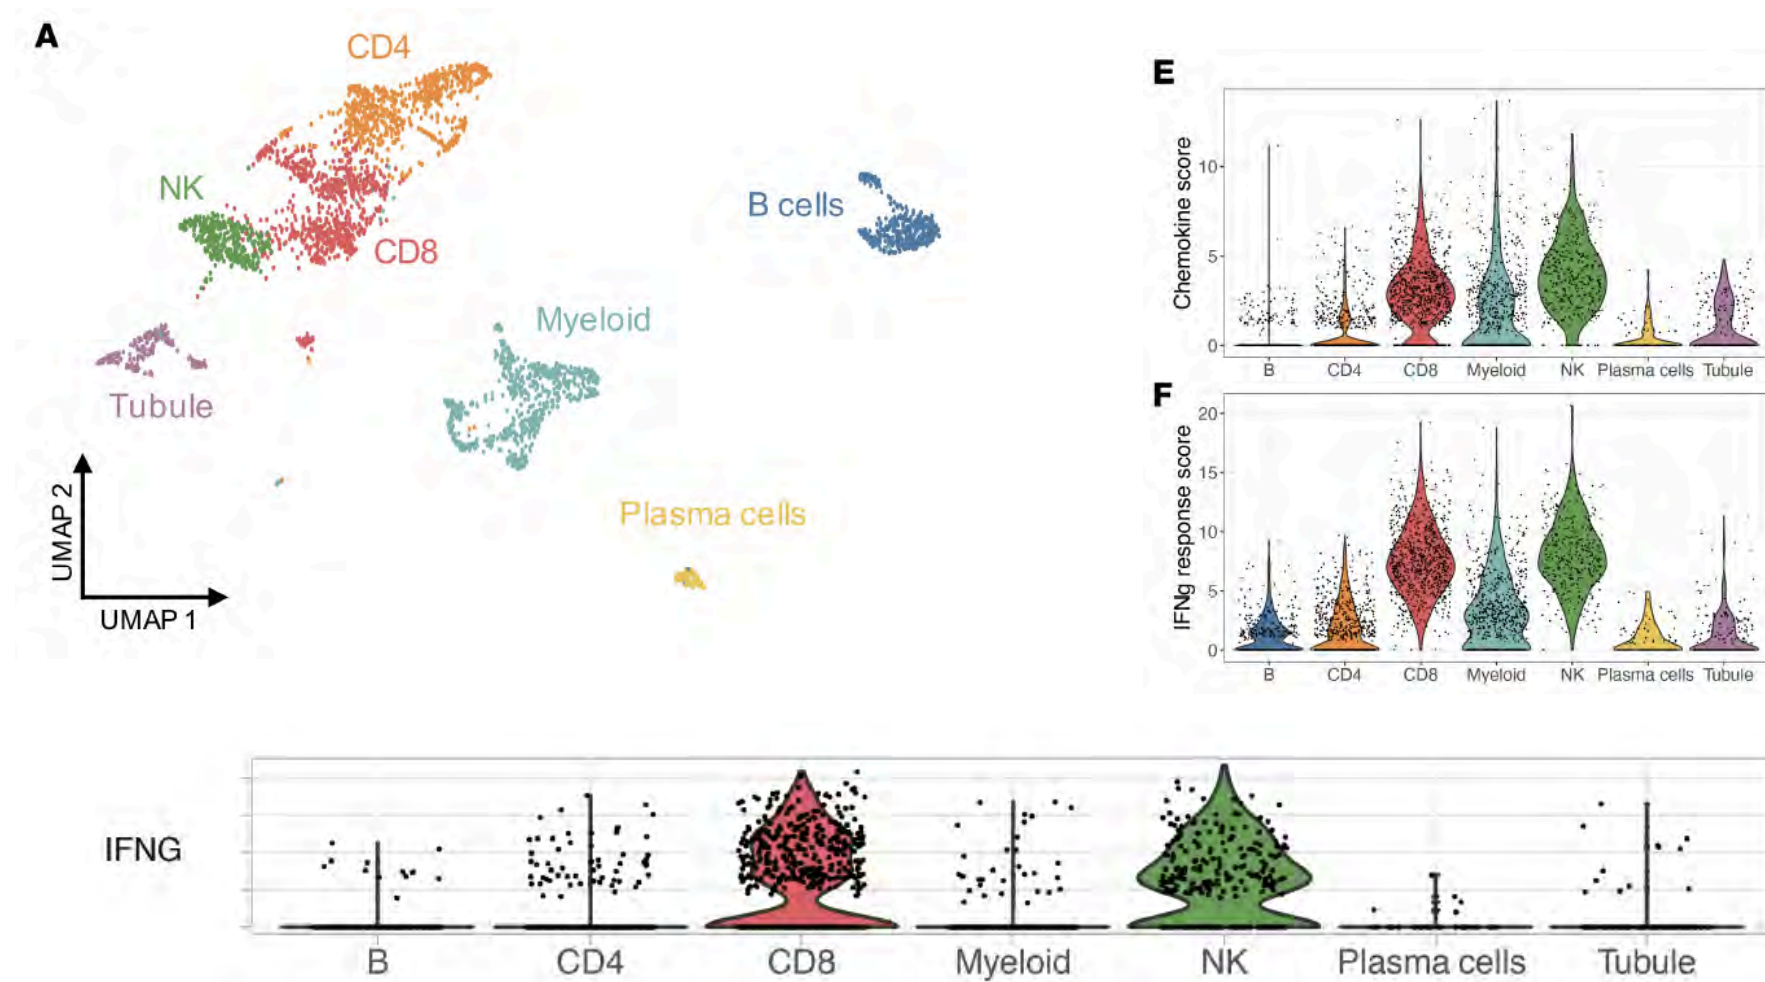 A
CD4
NK
CD8
B cells
Myeloid
Tubule
Plasma cells
UMAP 2
UMAP 1
E
Chemokine score
10
5
0
B CD4 CD8 Myeloid NK Plasma cells Tubule
F
IFNg response score
20
15
10
5
0
B CD4 CD8 Myeloid NK Plasma cells Tubule
IFNG
B CD4 CD8 Myeloid NK Plasma cells Tubule